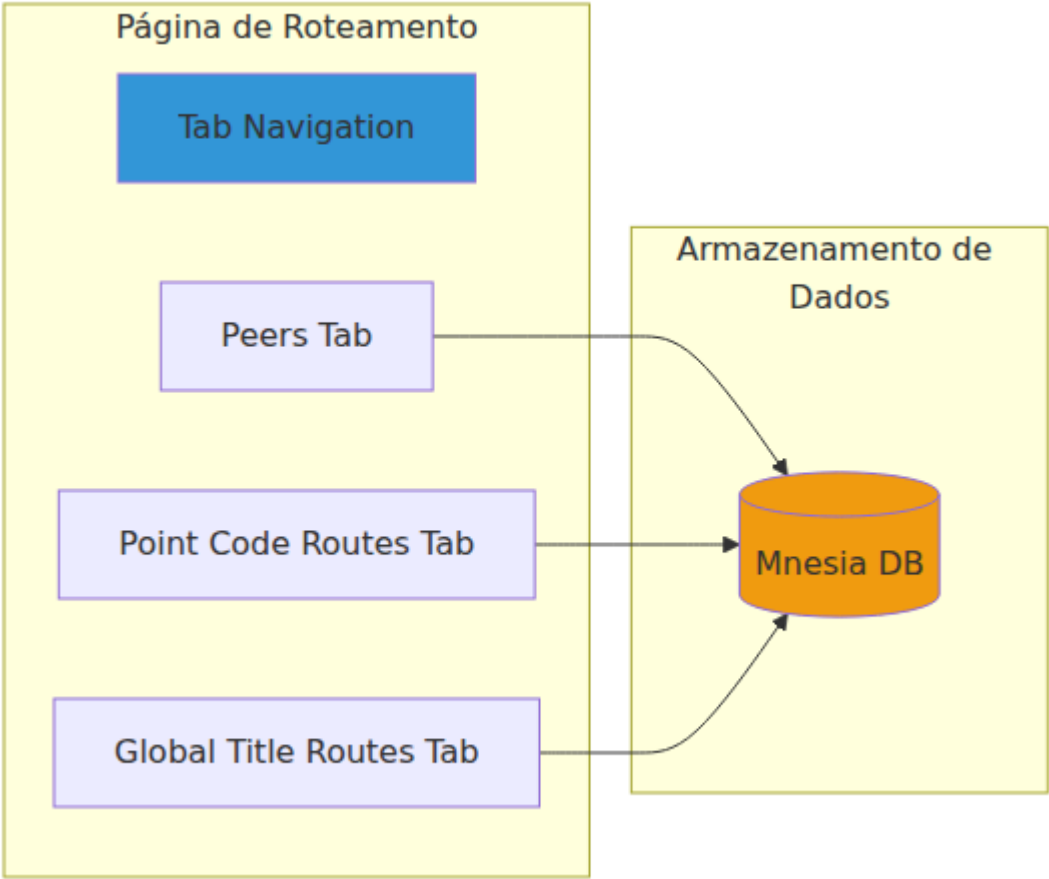 Página de Roteamento
Tab Navigation
Peers Tab
Point Code Routes Tab
Global Title Routes Tab
Armazenamento de
Dados
Mnesia DB